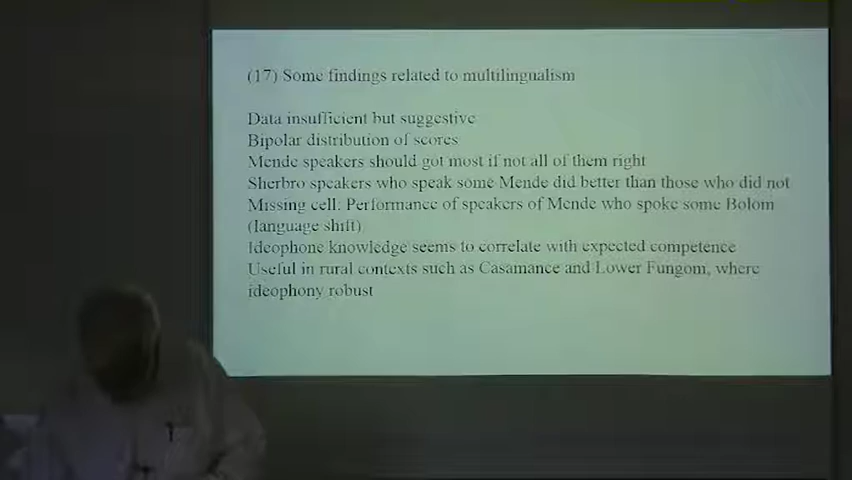 (17) Some findings related to multilingualism
Data insufficient but suggestive
Bipolar distribution of scores
Mende speakers should got most if not all of them right
Sherbro speakers who speak some Mende did better than those who did not
Missing cell: Performance of speakers of Mende who spoke some Bolom
(language shift)
Ideophone knowledge seems to correlate with expected competence
Useful in rural contexts such as Casamance and Lower Fungom, where
ideophony robust